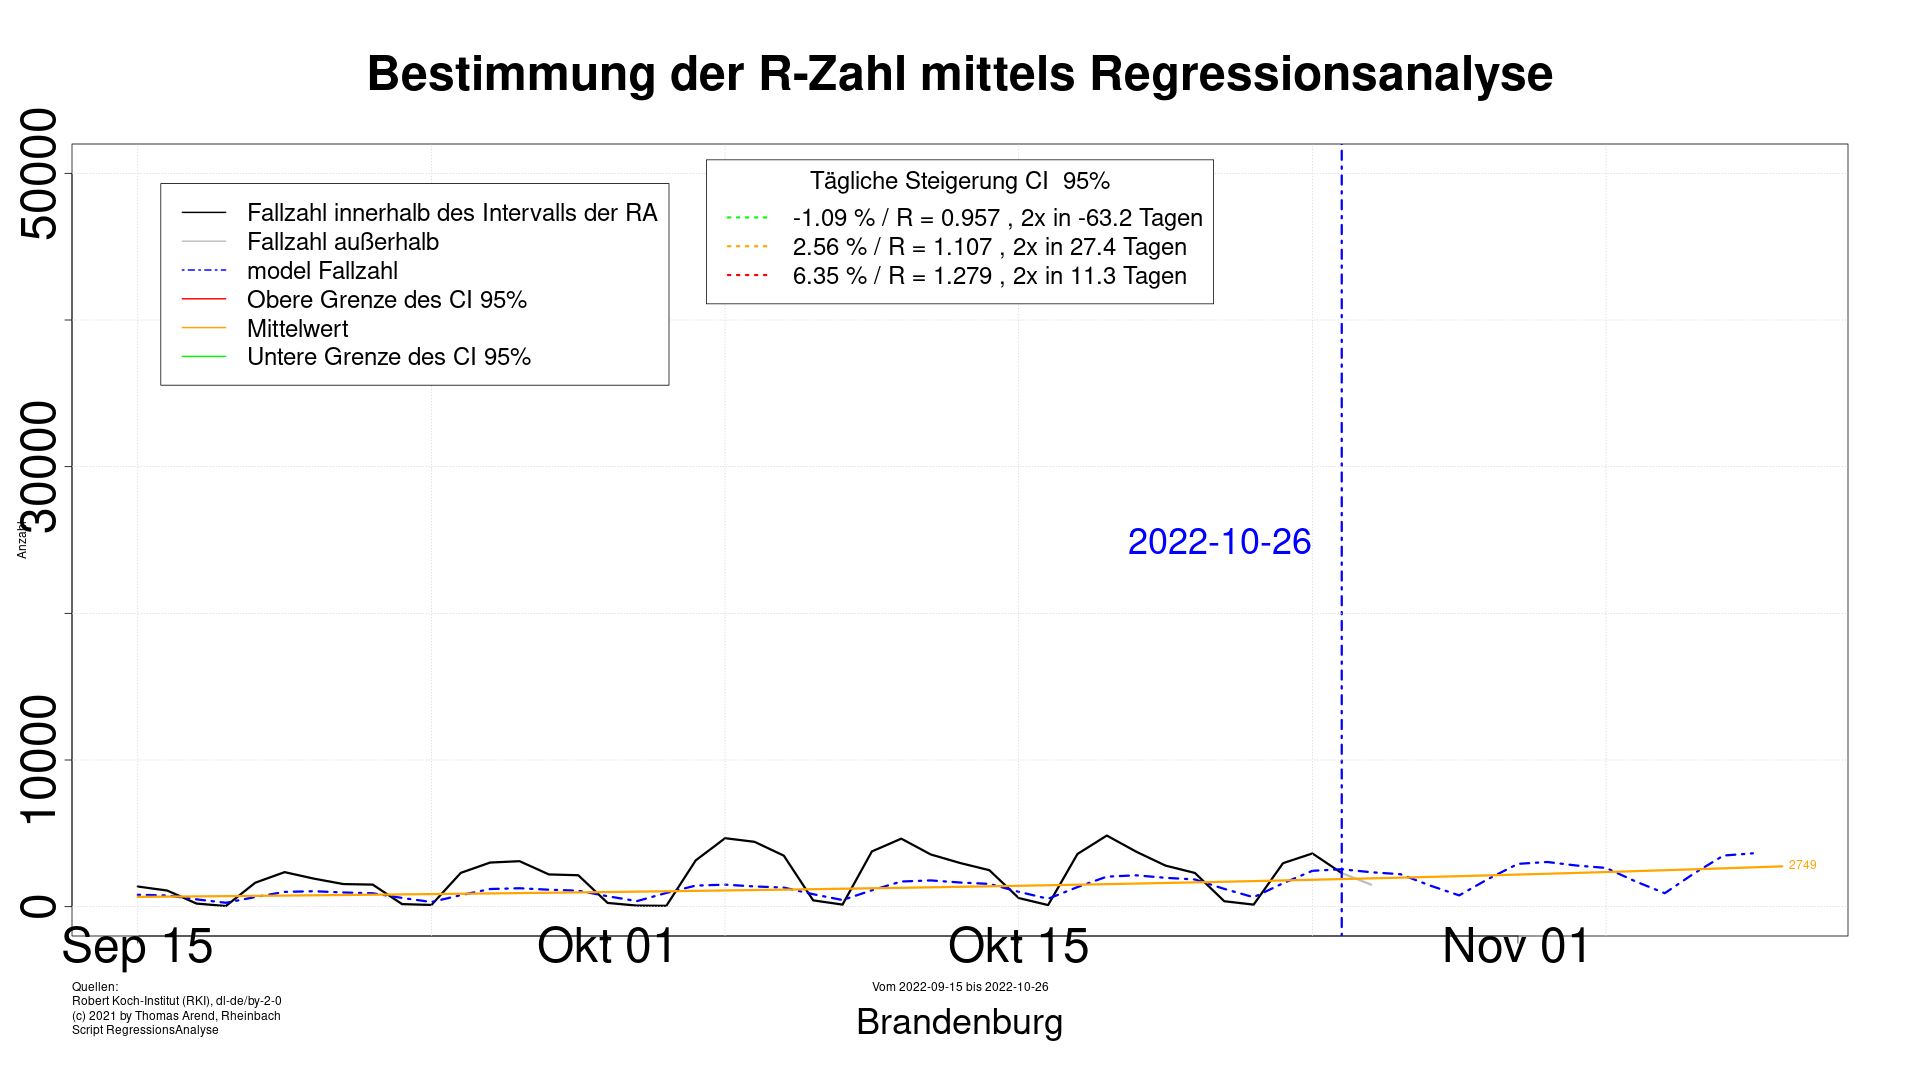 Bestimmung der R-Zahl mittels Regressionsanalyse
50000
30000
10000
0
Anzahl
Fallzahl innerhalb des Intervalls der RA
Fallzahl außerhalb
model Fallzahl
Obere Grenze des CI 95%
Mittelwert
Untere Grenze des CI 95%
Tägliche Steigerung CI 95%
-1.09 % / R = 0.957 , 2x in -63.2 Tagen
2.56 % / R = 1.107 , 2x in 27.4 Tagen
6.35 % / R = 1.279 , 2x in 11.3 Tagen
2022-10-26
2749
Sep 15
Okt 01
Okt 15
Nov 01
Quellen:
Robert Koch-Institut (RKI), dl-de/by-2-0
(c) 2021 by Thomas Arend, Rheinbach
Script RegressionsAnalyse
Vom 2022-09-15 bis 2022-10-26
Brandenburg